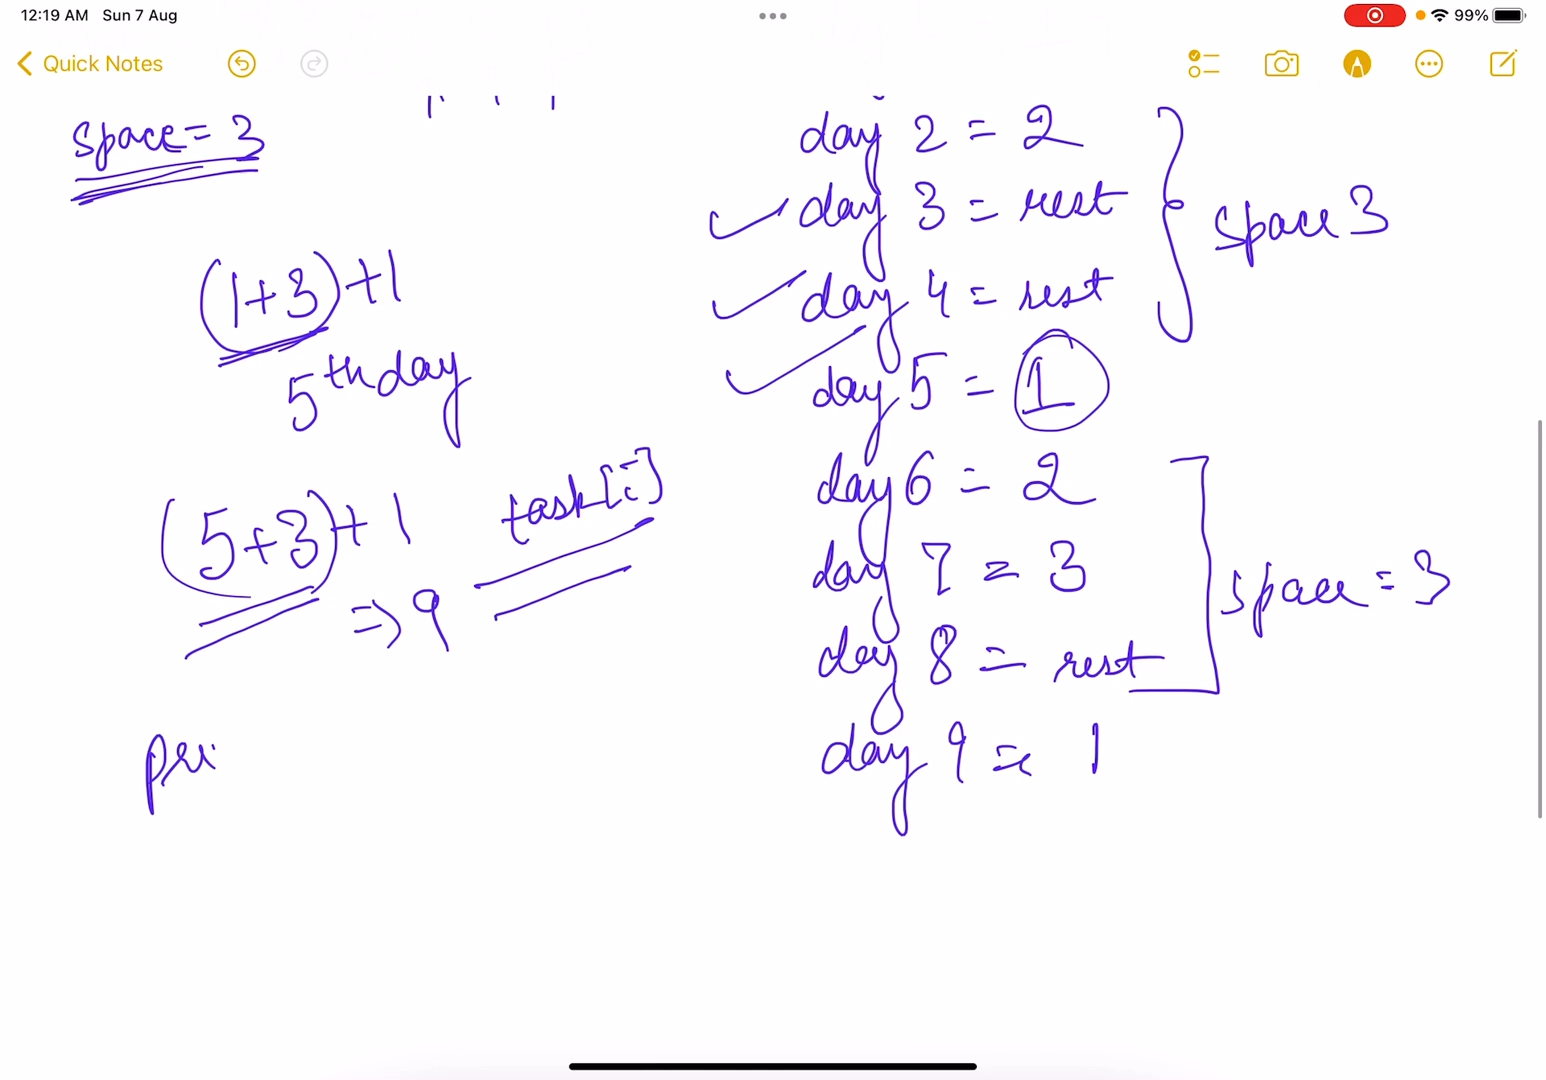 12:19 AM Sun 7 Aug
99%
Quick Notes
space = 3
(1+3)+1
5th day
(5+3)+1
=> 9
task[i]
pri
day 2 = 2
day 3 = rest
day 4 = rest
space 3
day 5 = 1
day 6 = 2
day 7 = 3
day 8 = rest
space = 3
day 9 = 1